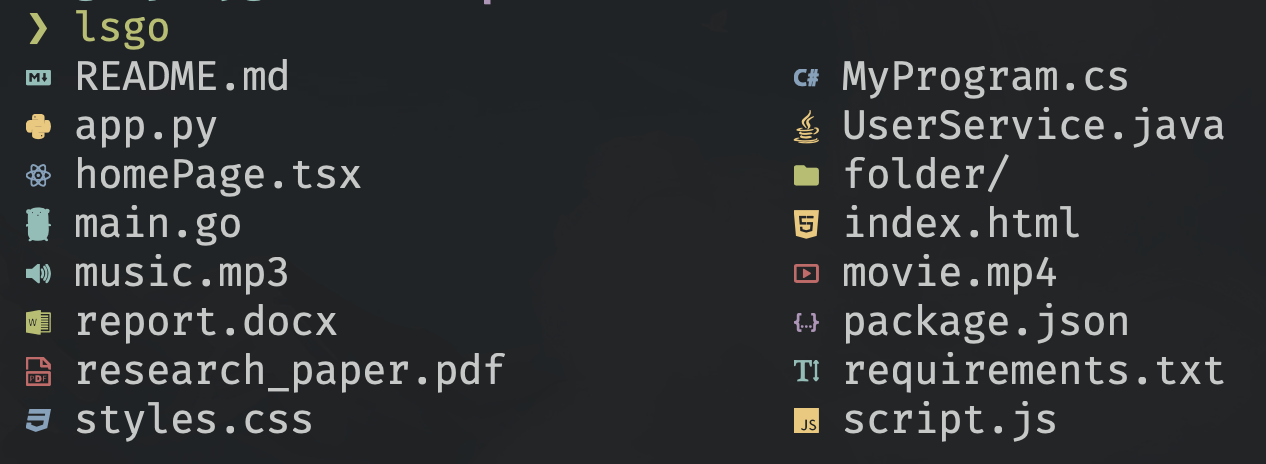 ❯ lsgo
README.md MyProgram.cs
app.py UserService.java
homePage.tsx folder/
main.go index.html
music.mp3 movie.mp4
report.docx package.json
research_paper.pdf requirements.txt
styles.css script.js